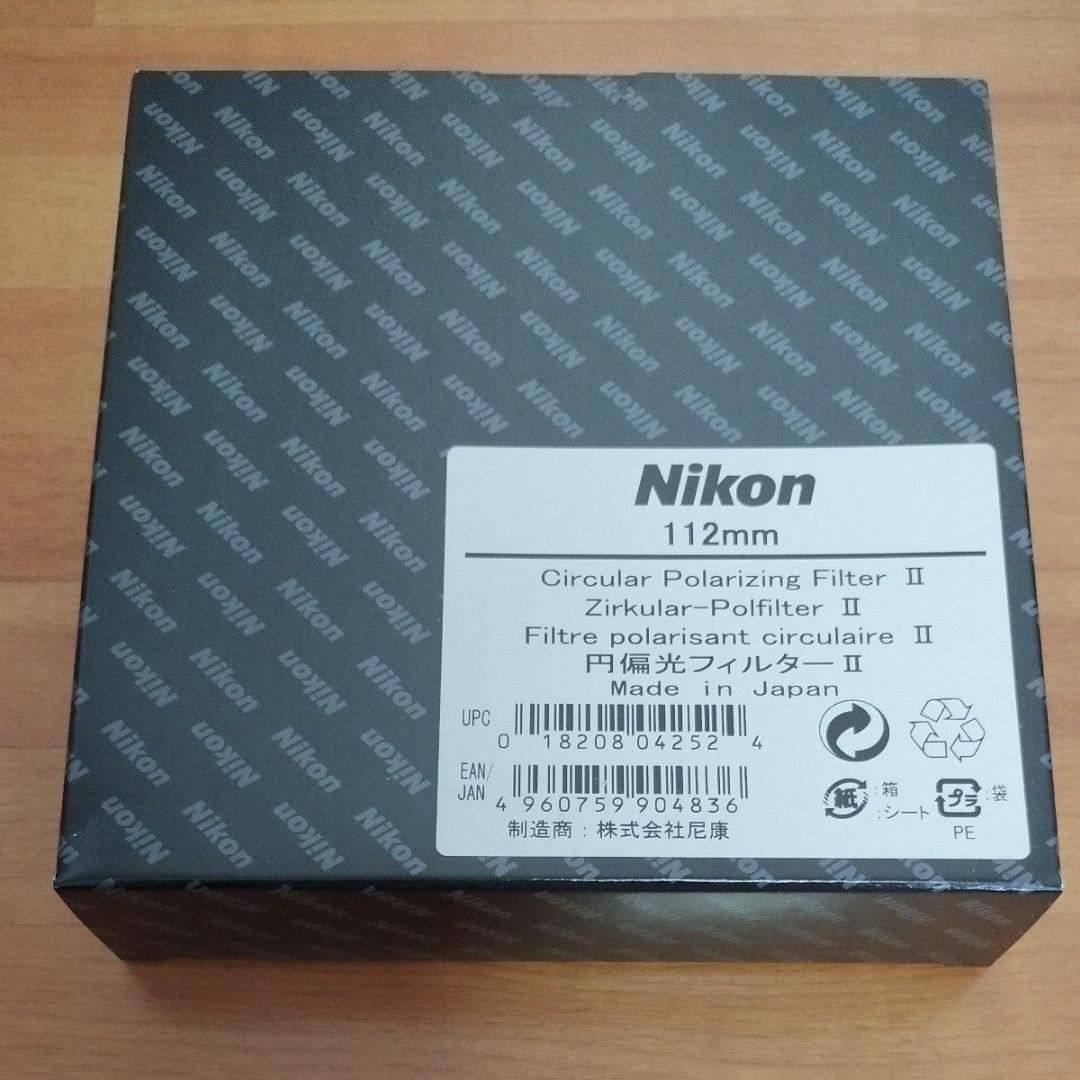 Nikon
112mm
Circular Polarizing Filter Ⅱ
Zirkular-Polfilter Ⅱ
Filtre polarisant circulaire Ⅱ
円偏光フィルターⅡ
Made in Japan
UPC
0 18208 04252 4
EAN/
JAN
4 960759 904836
制造商：株式会社尼康
紙 :箱
:シート
プラ :袋
PE